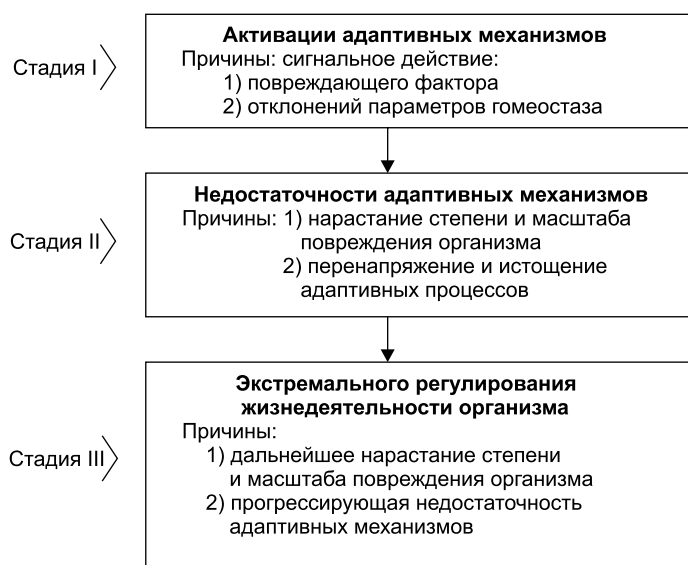 Стадия I
Активации адаптивных механизмов
Причины: сигнальное действие:
1) повреждающего фактора
2) отклонений параметров гомеостаза
Стадия II
Недостаточности адаптивных механизмов
Причины: 1) нарастание степени и масштаба
повреждения организма
2) перенапряжение и истощение
адаптивных процессов
Стадия III
Экстремального регулирования
жизнедеятельности организма
Причины:
1) дальнейшее нарастание степени
и масштаба повреждения организма
2) прогрессирующая недостаточность
адаптивных механизмов